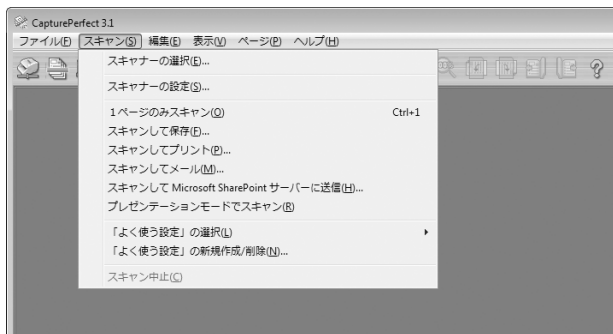 CapturePerfect 3.1
ファイル(F) スキャン(S) 編集(E) 表示(V) ページ(P) ヘルプ(H)
スキャナーの選択(E)...
スキャナーの設定(S)...
1ページのみスキャン(O) Ctrl+1
スキャンして保存(F)...
スキャンしてプリント(P)...
スキャンしてメール(M)...
スキャンして Microsoft SharePoint サーバーに送信(H)...
プレゼンテーションモードでスキャン(R)
「よく使う設定」の選択(L)
「よく使う設定」の新規作成/削除(N)...
スキャン中止(C)